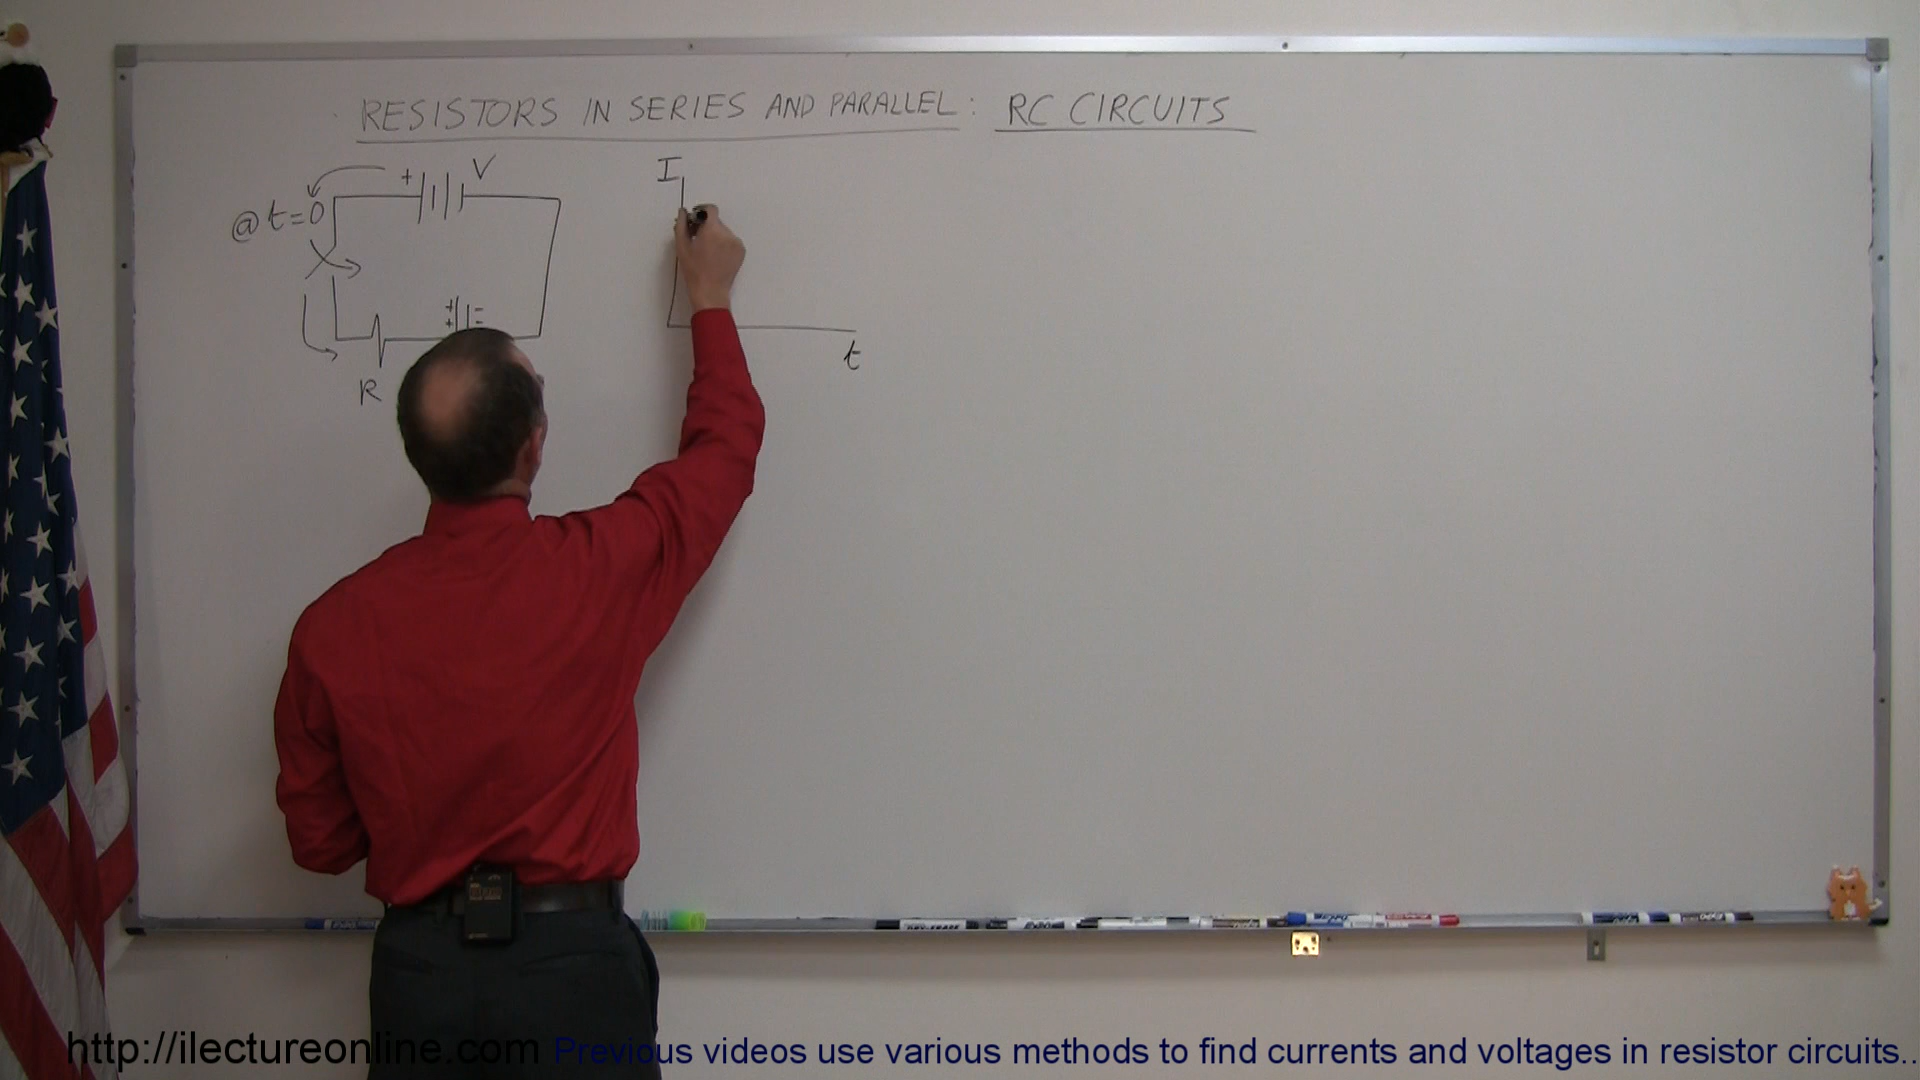 RESISTORS IN SERIES AND PARALLEL: RC CIRCUITS
+ V
@ t=0
+ -
+ -
R
I
t
http://ilectureonline.com Previous videos use various methods to find currents and voltages in resistor circuits..